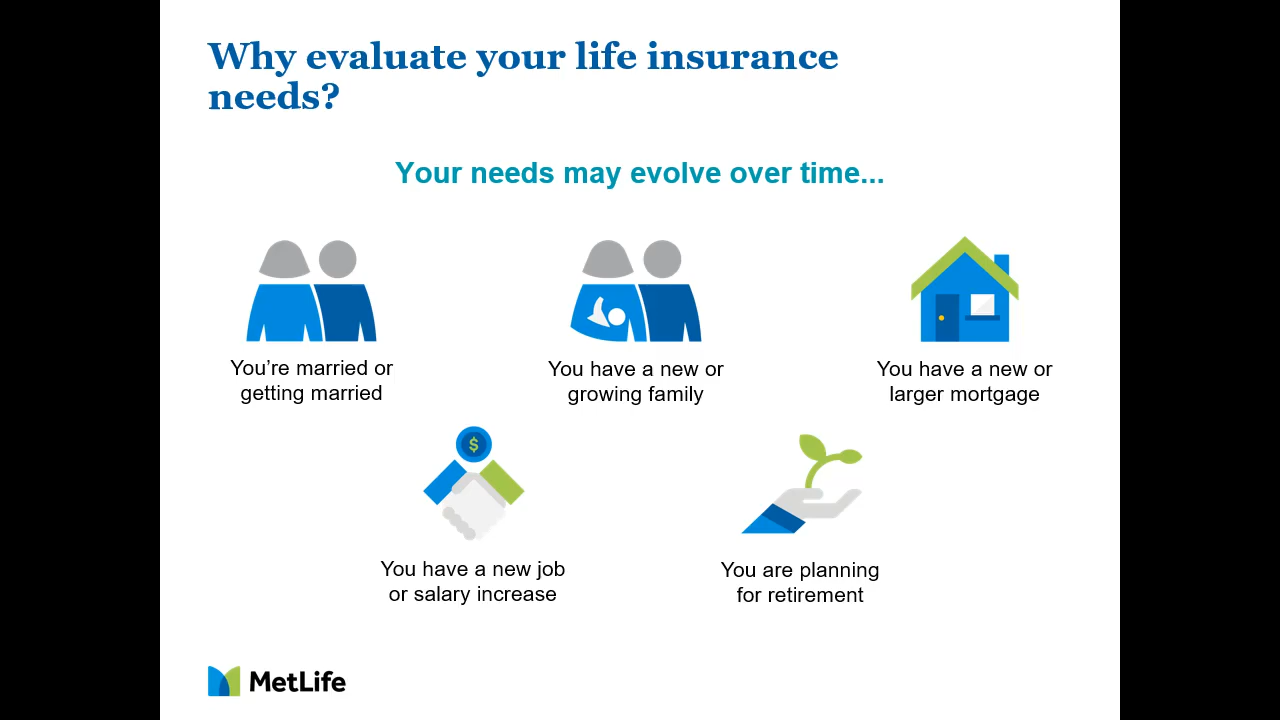 Why evaluate your life insurance
needs?
Your needs may evolve over time...
You’re married or
getting married
You have a new or
growing family
You have a new or
larger mortgage
$
You have a new job
or salary increase
You are planning
for retirement
MetLife